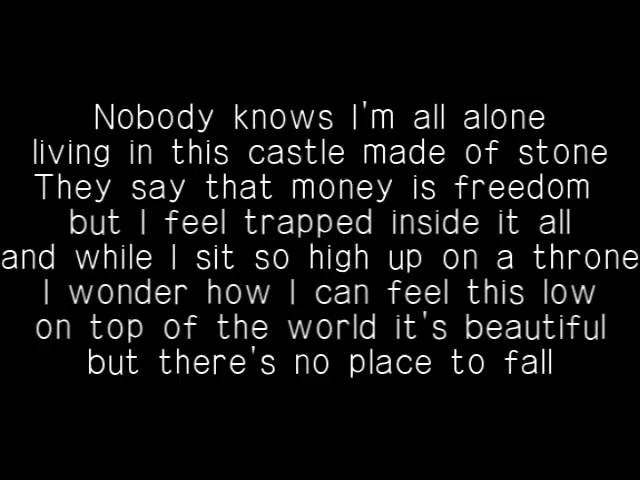 Nobody knows I'm all alone
living in this castle made of stone
They say that money is freedom
but I feel trapped inside it all
and while I sit so high up on a throne
I wonder how I can feel this low
on top of the world it's beautiful
but there's no place to fall